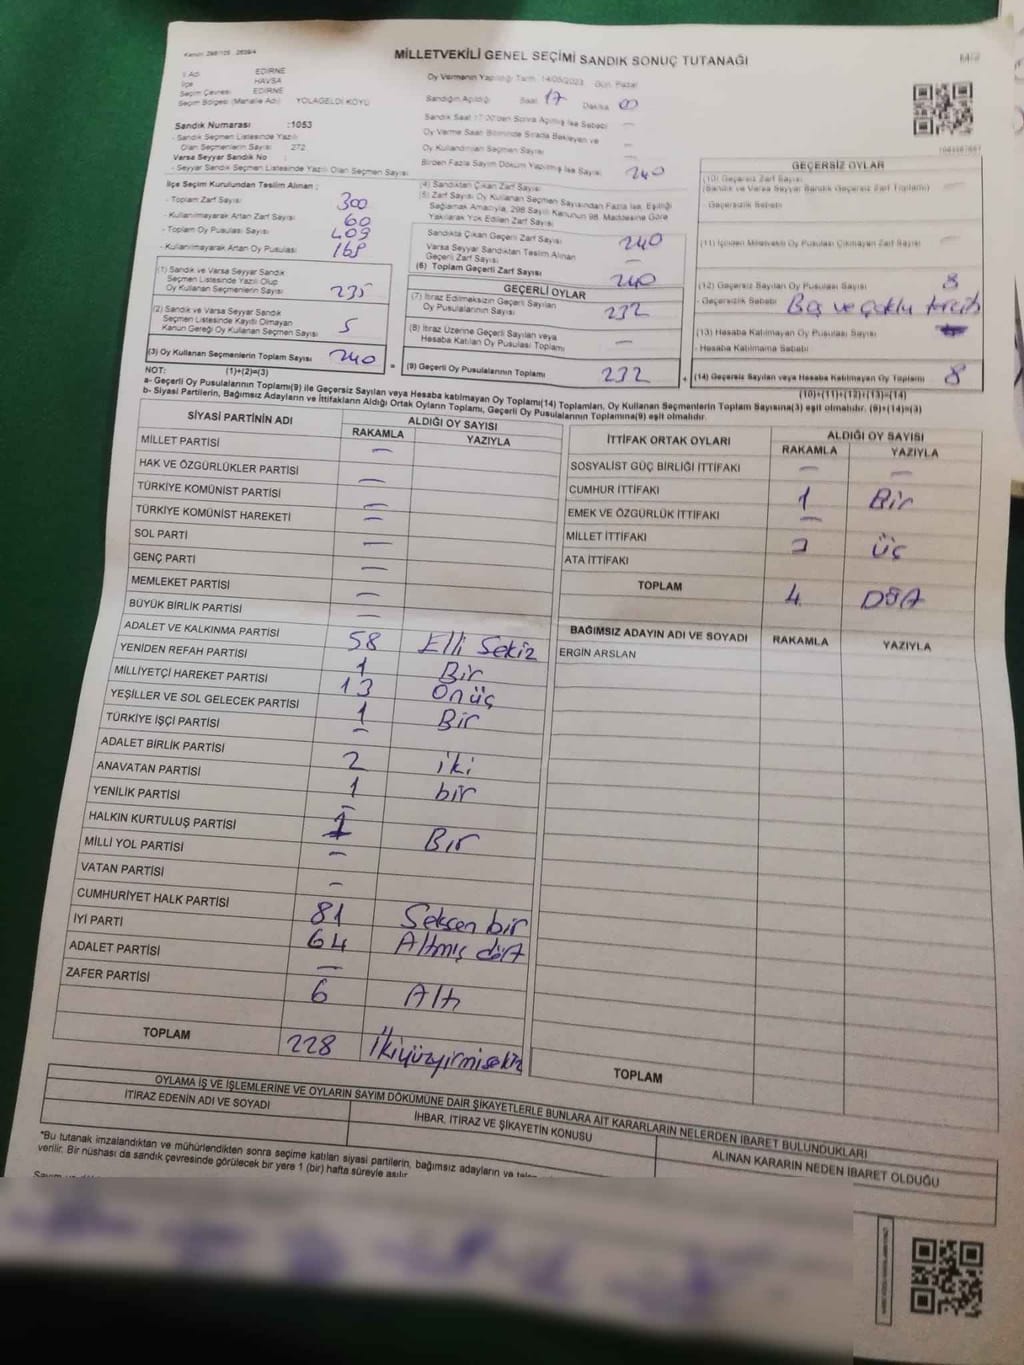 MİLLETVEKİLİ GENEL SEÇİMİ SANDIK SONUÇ TUTANAĞI
İl Adı EDİRNE
İlçe HAVSA
Seçim Çevresi EDİRNE
Seçim Bölgesi (Mahalle Adı) YOLAGELDİ KÖYÜ
Sandık Numarası :1053
- Sandık Seçmen Listesinde Yazılı
Olan Seçmenlerin Sayısı 272
Varsa Seyyar Sandık No :
- Seyyar Sandık Seçmen Listesinde Yazılı Olan Seçmen Sayısı
Oy Vermenin Yapıldığı Tarih: 14/05/2023 Gün: Pazar
Sandığın Açıldığı Saat 17 Dakika 00
Sandık Saat 17:00'den Sonra Açılmış İse Sebebi —
Oy Verme Saati Bitiminde Sırada Bekleyen ve
Oy Kullandırılan Seçmen Sayısı —
Birden Fazla Sayım Döküm Yapılmış İse Sayısı —
İlçe Seçim Kurulundan Teslim Alınan :
- Toplam Zarf Sayısı 300
- Kullanılmayarak Artan Zarf Sayısı 60
- Toplam Oy Pusulası Sayısı 409
- Kullanılmayarak Artan Oy Pusulası 169
(1) Sandık ve Varsa Seyyar Sandık
Seçmen Listesinde Yazılı Olup
Oy Kullanan Seçmenlerin Sayısı 235
(2) Sandık ve Varsa Seyyar Sandık
Seçmen Listesinde Kayıtlı Olmayan
Kanun Gereği Oy Kullanan Seçmen Sayısı 5
(3) Oy Kullanan Seçmenlerin Toplam Sayısı 240
(4) Sandıktan Çıkan Zarf Sayısı 240
(5) Zarf Sayısı Oy Kullanan Seçmen Sayısından Fazla İse, Eşitliği
Sağlamak Amacıyla, 298 Sayılı Kanunun 98. Maddesine Göre
Yakılarak Yok Edilen Zarf Sayısı —
Sandıkta Çıkan Geçerli Zarf Sayısı 240
Varsa Seyyar Sandıktan Teslim Alınan
Geçerli Zarf Sayısı —
(6) Toplam Geçerli Zarf Sayısı 240
GEÇERLİ OYLAR
(7) İtiraz Edilmeksizin Geçerli Sayılan
Oy Pusulalarının Sayısı 232
(8) İtiraz Üzerine Geçerli Sayılan veya
Hesaba Katılan Oy Pusulası Toplamı —
= (9) Geçerli Oy Pusulalarının Toplamı 232
GEÇERSİZ OYLAR
(10) Geçersiz Zarf Sayısı
(Sandık ve Varsa Seyyar Sandık Geçersiz Zarf Toplamı) —
- Geçersizlik Sebebi
(11) İçinden Milletvekili Oy Pusulası Çıkmayan Zarf Sayısı —
(12) Geçersiz Sayılan Oy Pusulası Sayısı 8
- Geçersizlik Sebebi Boş ve çoklu tercih
(13) Hesaba Katılmayan Oy Pusulası Sayısı
- Hesaba Katılmama Sebebi
+ (14) Geçersiz Sayılan veya Hesaba Katılmayan Oy Toplamı 8
NOT: (1)+(2)=(3)
(10)+(11)+(12)+(13)=(14)
a- Geçerli Oy Pusulalarının Toplamı(9) ile Geçersiz Sayılan veya Hesaba Katılmayan Oy Toplamı(14) Toplamları, Oy Kullanan Seçmenlerin Toplam Sayısına(3) eşit olmalıdır. (9)+(14)=(3)
b- Siyasi Partilerin, Bağımsız Adayların ve İttifakların Aldığı Ortak Oyların Toplamı, Geçerli Oy Pusulalarının Toplamına(9) eşit olmalıdır.
SİYASİ PARTİNİN ADI ALDIĞI OY SAYISI
RAKAMLA YAZIYLA
MİLLET PARTİSİ —
HAK VE ÖZGÜRLÜKLER PARTİSİ —
TÜRKİYE KOMÜNİST PARTİSİ —
TÜRKİYE KOMÜNİST HAREKETİ —
SOL PARTİ —
GENÇ PARTİ —
MEMLEKET PARTİSİ —
BÜYÜK BİRLİK PARTİSİ —
ADALET VE KALKINMA PARTİSİ 58 Elli Sekiz
YENİDEN REFAH PARTİSİ 1 Bir
MİLLİYETÇİ HAREKET PARTİSİ 13 Onüç
YEŞİLLER VE SOL GELECEK PARTİSİ 1 Bir
TÜRKİYE İŞÇİ PARTİSİ —
ADALET BİRLİK PARTİSİ 2 iki
ANAVATAN PARTİSİ 1 bir
YENİLİK PARTİSİ —
HALKIN KURTULUŞ PARTİSİ 1 Bir
MİLLİ YOL PARTİSİ —
VATAN PARTİSİ —
CUMHURİYET HALK PARTİSİ 81 Seksen bir
İYİ PARTİ 64 Altmış dört
ADALET PARTİSİ —
ZAFER PARTİSİ 6 Altı
TOPLAM 228 İkiyüzyirmisekiz
İTTİFAK ORTAK OYLARI ALDIĞI OY SAYISI
RAKAMLA YAZIYLA
SOSYALİST GÜÇ BİRLİĞİ İTTİFAKI — —
CUMHUR İTTİFAKI 1 Bir
EMEK VE ÖZGÜRLÜK İTTİFAKI —
MİLLET İTTİFAKI 3 üç
ATA İTTİFAKI
TOPLAM 4 Dört
BAĞIMSIZ ADAYIN ADI VE SOYADI RAKAMLA YAZIYLA
ERGİN ARSLAN
TOPLAM
OYLAMA İŞ VE İŞLEMLERİNE VE OYLARIN SAYIM DÖKÜMÜNE DAİR ŞİKAYETLERLE BUNLARA AİT KARARLARIN NELERDEN İBARET BULUNDUKLARI
İTİRAZ EDENİN ADI VE SOYADI
İHBAR, İTİRAZ VE ŞİKAYETİN KONUSU
ALINAN KARARIN NEDEN İBARET OLDUĞU
*Bu tutanak imzalandıktan ve mühürlendikten sonra seçime katılan siyasi partilerin, bağımsız adayların ve
verilir. Bir nüshası da sandık çevresinde görülecek bir yere 1 (bir) hafta süreyle asılır.